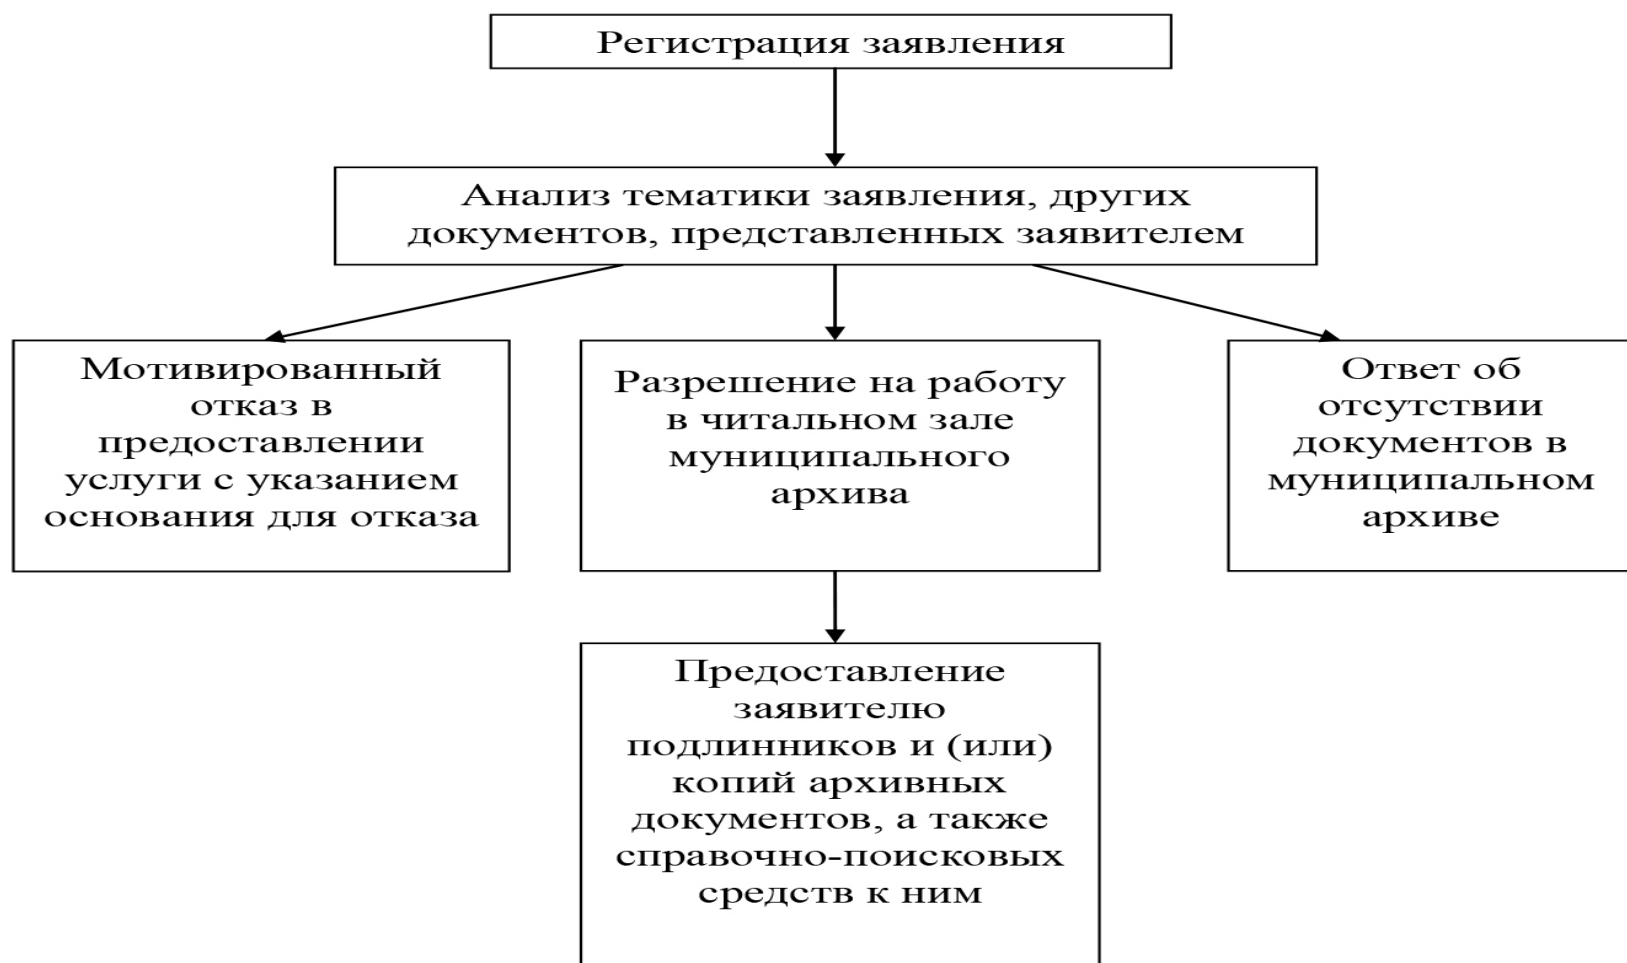 Регистрация заявления
Анализ тематики заявления, других
документов, представленных заявителем
Мотивированный
отказ в
предоставлении
услуги с указанием
основания для отказа
Разрешение на работу
в читальном зале
муниципального
архива
Ответ об
отсутствии
документов в
муниципальном
архиве
Предоставление
заявителю
подлинников и (или)
копий архивных
документов, а также
справочно-поисковых
средств к ним